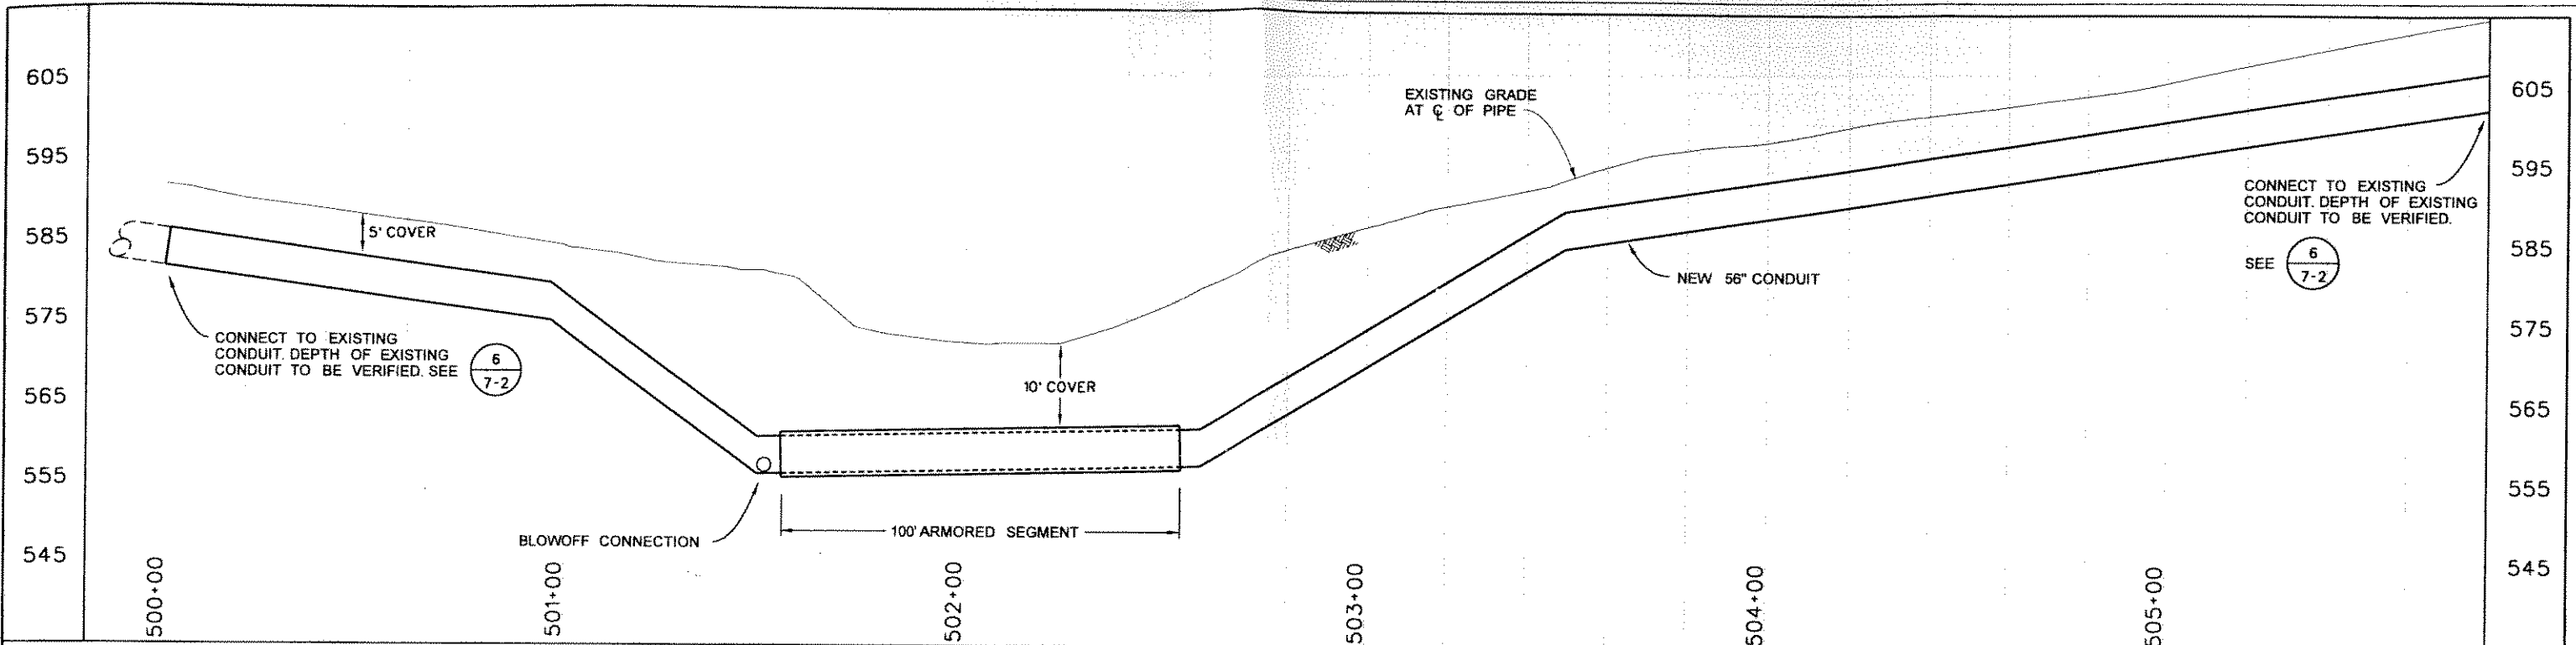 605
595
585
575
565
555
545
EXISTING GRADE
AT ℄ OF PIPE
5' COVER
10' COVER
CONNECT TO EXISTING
CONDUIT. DEPTH OF EXISTING
CONDUIT TO BE VERIFIED. SEE
6
7-2
BLOWOFF CONNECTION
100' ARMORED SEGMENT
NEW 56" CONDUIT
CONNECT TO EXISTING
CONDUIT. DEPTH OF EXISTING
CONDUIT TO BE VERIFIED.
SEE
6
7-2
605
595
585
575
565
555
545
500+00
501+00
502+00
503+00
504+00
505+00